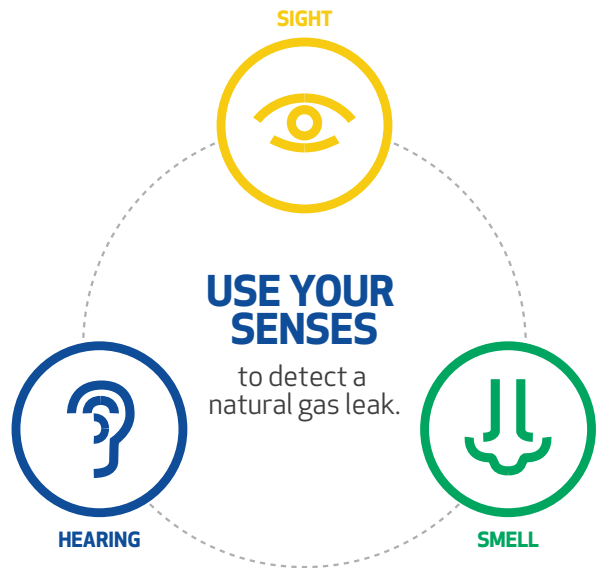 SIGHT
USE YOUR
SENSES
to detect a
natural gas leak.
HEARING
SMELL